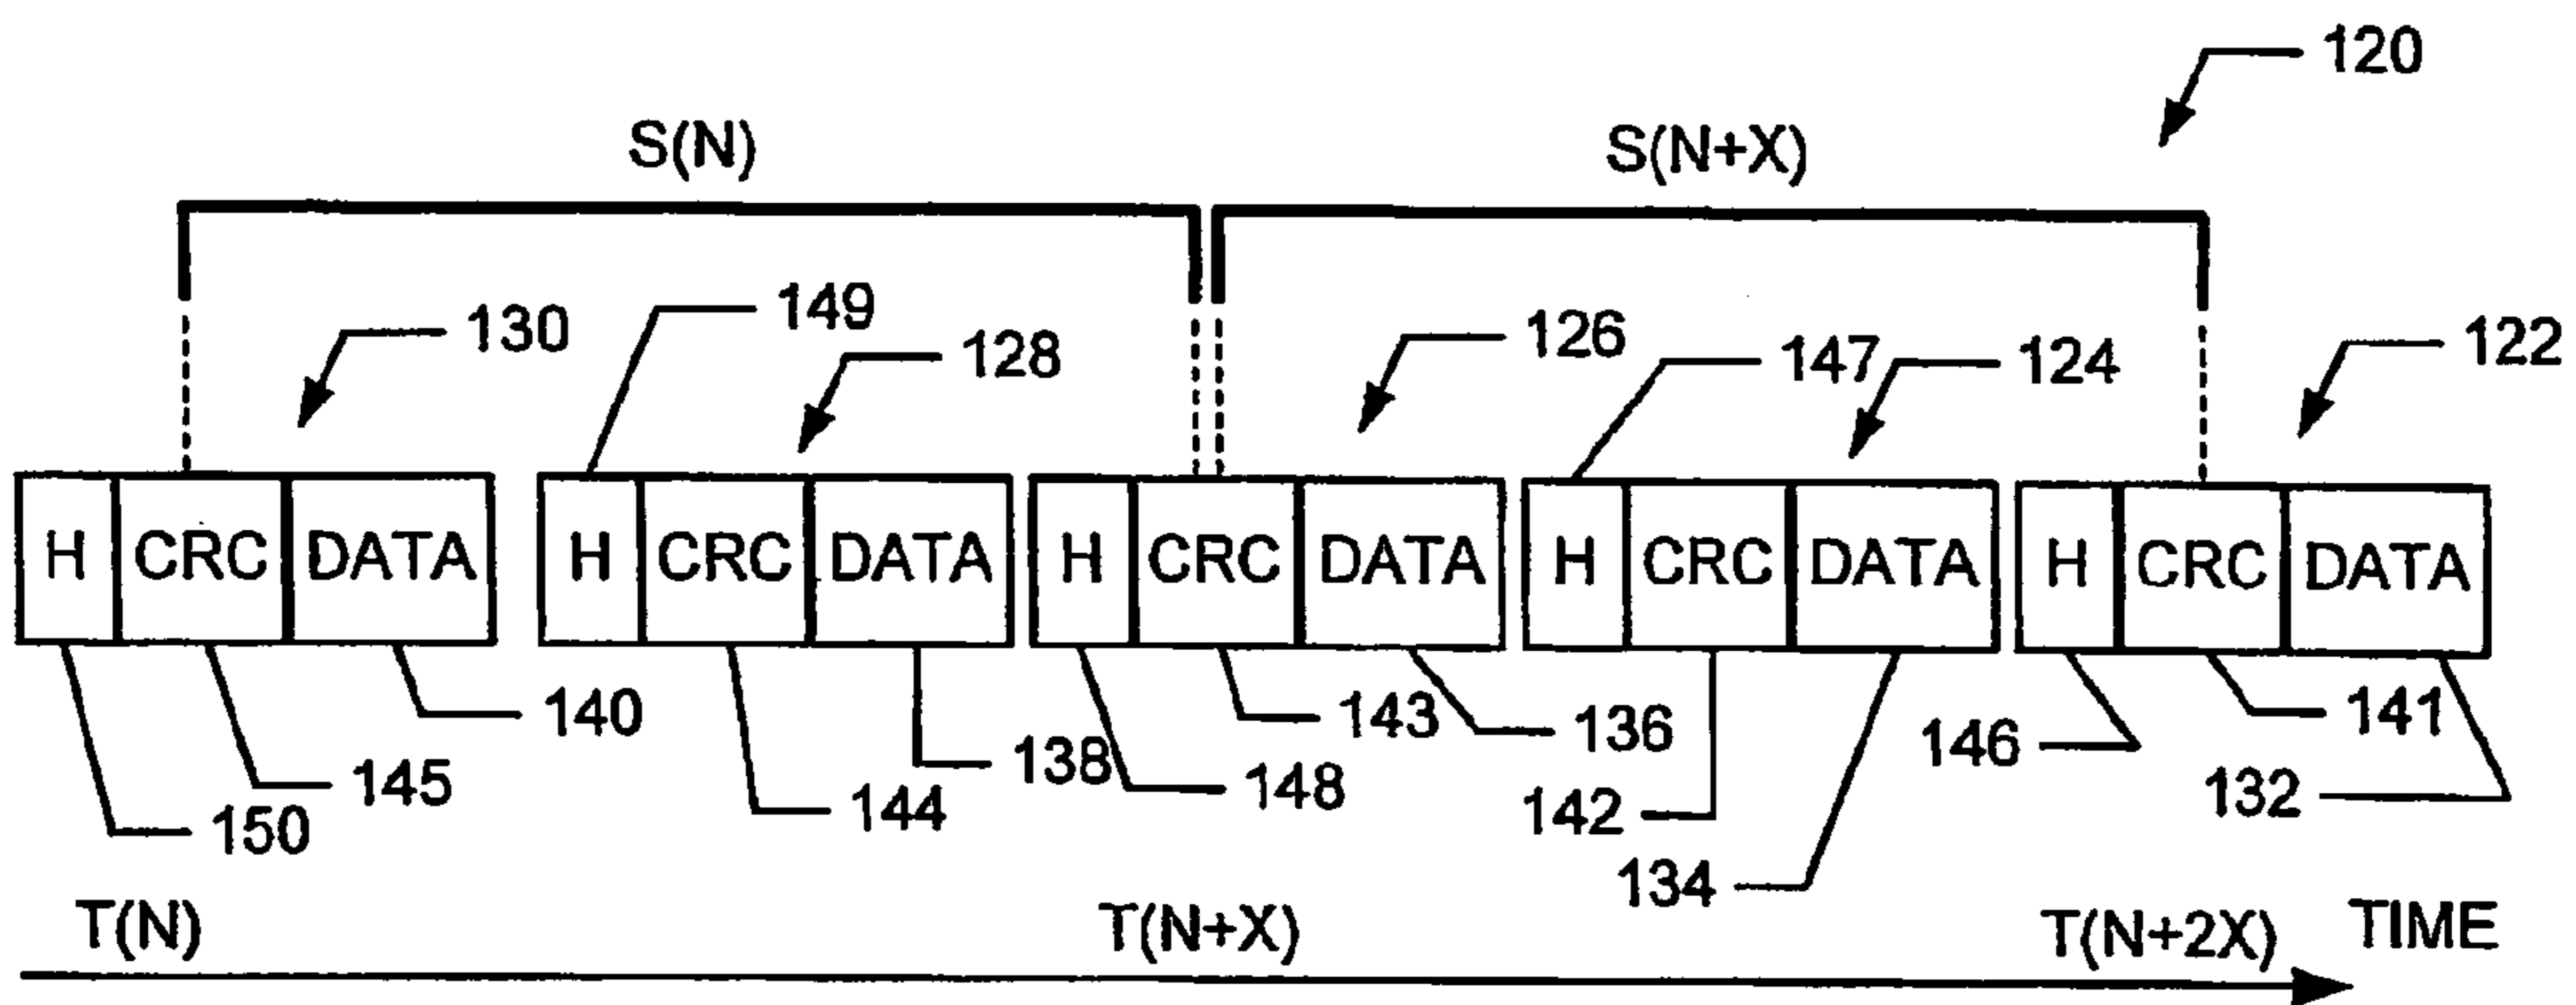 120
S(N) S(N+X)
149
130 128 126 147 124 122
H CRC DATA H CRC DATA H CRC DATA H CRC DATA H CRC DATA
140 143 136 141
145 138 148 146
150 144 142 132
134
T(N) T(N+X) T(N+2X) TIME